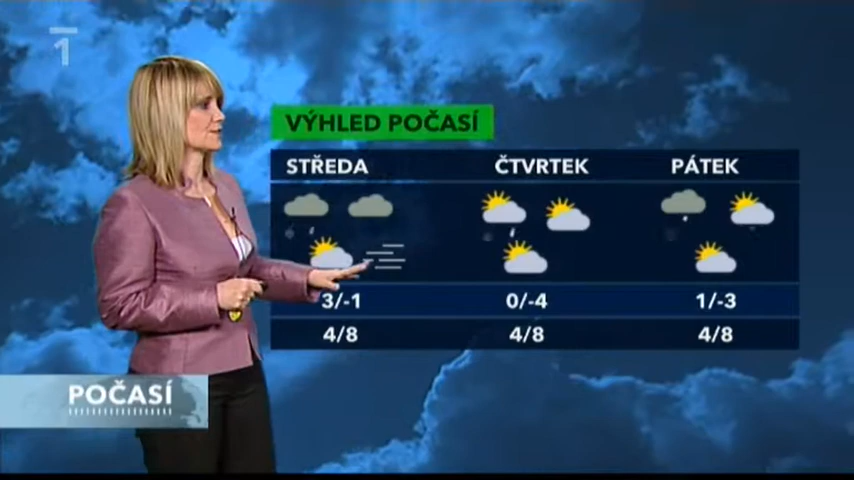 1
VÝHLED POČASÍ
STŘEDA ČTVRTEK PÁTEK
3/-1 0/-4 1/-3
4/8 4/8 4/8
POČASÍ